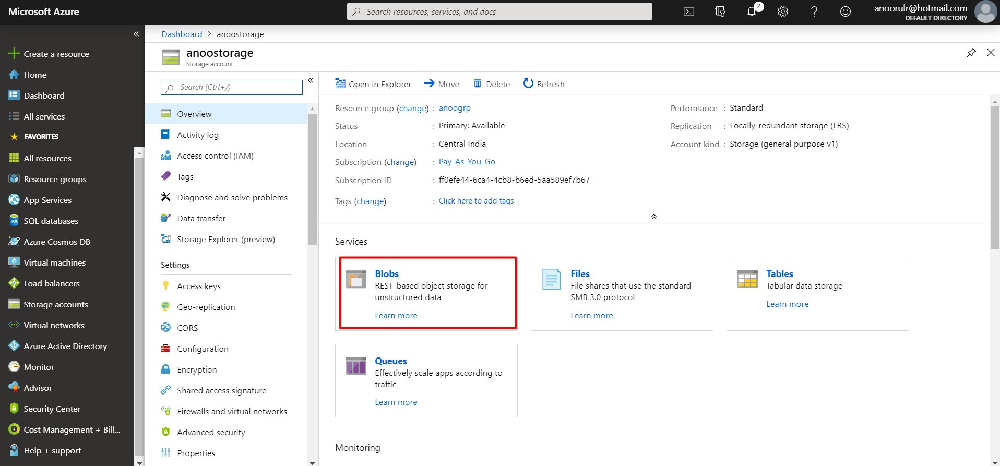 Microsoft Azure
Search resources, services, and docs
2
anoorulr@hotmail.com
DEFAULT DIRECTORY
Create a resource
Home
Dashboard
All services
FAVORITES
All resources
Resource groups
App Services
SQL databases
Azure Cosmos DB
Virtual machines
Load balancers
Storage accounts
Virtual networks
Azure Active Directory
Monitor
Advisor
Security Center
Cost Management + Bill...
Help + support
Dashboard > anoostorage
anoostorage
Storage account
Search (Ctrl+/)
Overview
Activity log
Access control (IAM)
Tags
Diagnose and solve problems
Data transfer
Storage Explorer (preview)
Settings
Access keys
Geo-replication
CORS
Configuration
Encryption
Shared access signature
Firewalls and virtual networks
Advanced security
Properties
Open in Explorer Move Delete Refresh
Resource group (change) : anoogrp
Status : Primary: Available
Location : Central India
Subscription (change) : Pay-As-You-Go
Subscription ID : ff0efe44-6ca4-4cb8-b6ed-5aa589ef7b67
Tags (change) : Click here to add tags
Performance : Standard
Replication : Locally-redundant storage (LRS)
Account kind : Storage (general purpose v1)
Services
Blobs
REST-based object storage for
unstructured data
Learn more
Files
File shares that use the standard
SMB 3.0 protocol
Learn more
Tables
Tabular data storage
Learn more
Queues
Effectively scale apps according to
traffic
Learn more
Monitoring